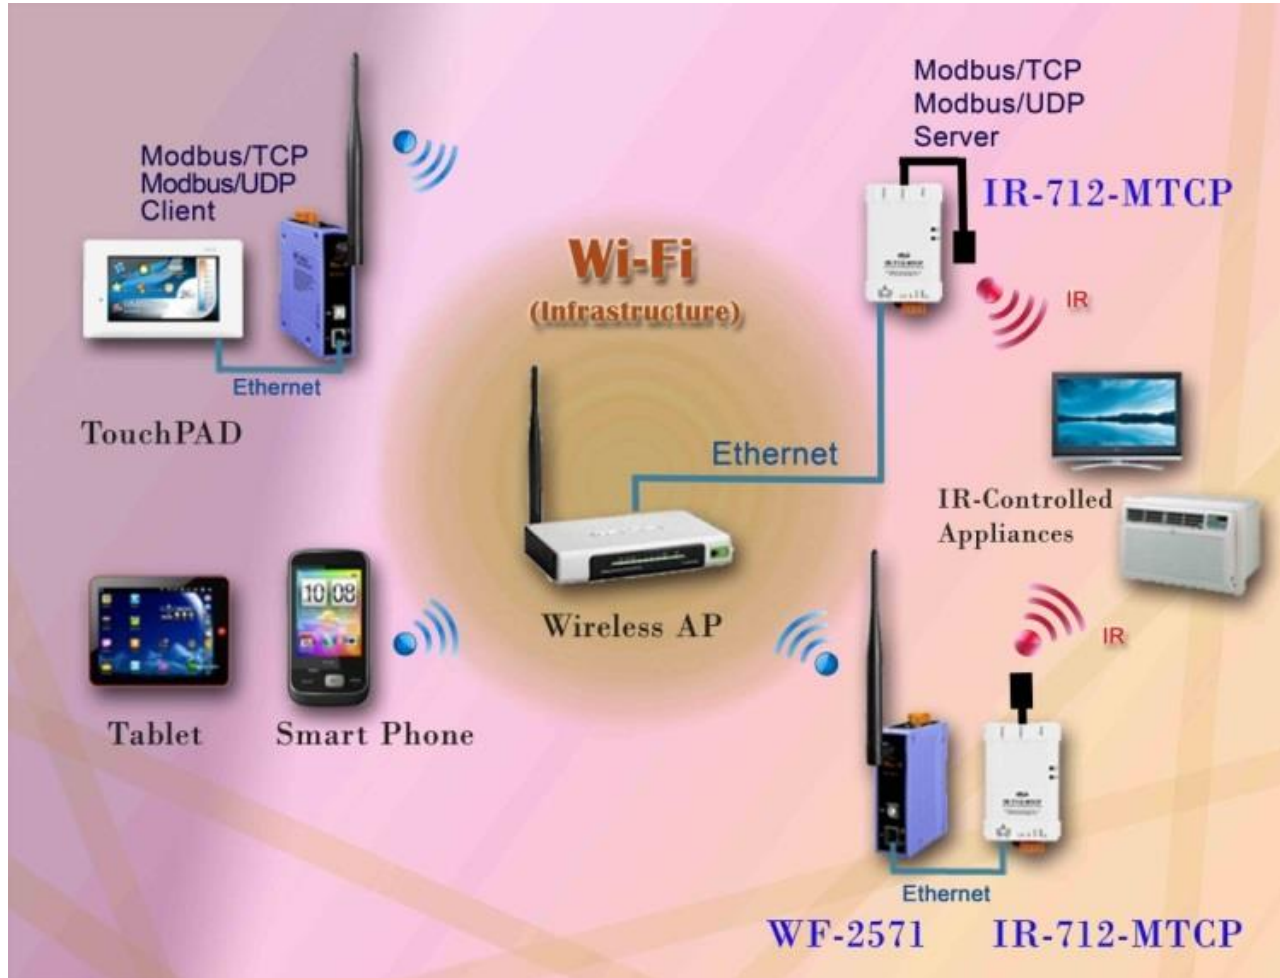 Modbus/TCP
Modbus/UDP
Server
IR-712-MTCP
Modbus/TCP
Modbus/UDP
Client
Wi-Fi
(Infrastructure)
IR
Ethernet
TouchPAD
Ethernet
IR-Controlled
Appliances
10 08
Wireless AP
IR
Tablet
Smart Phone
Ethernet
WF-2571
IR-712-MTCP